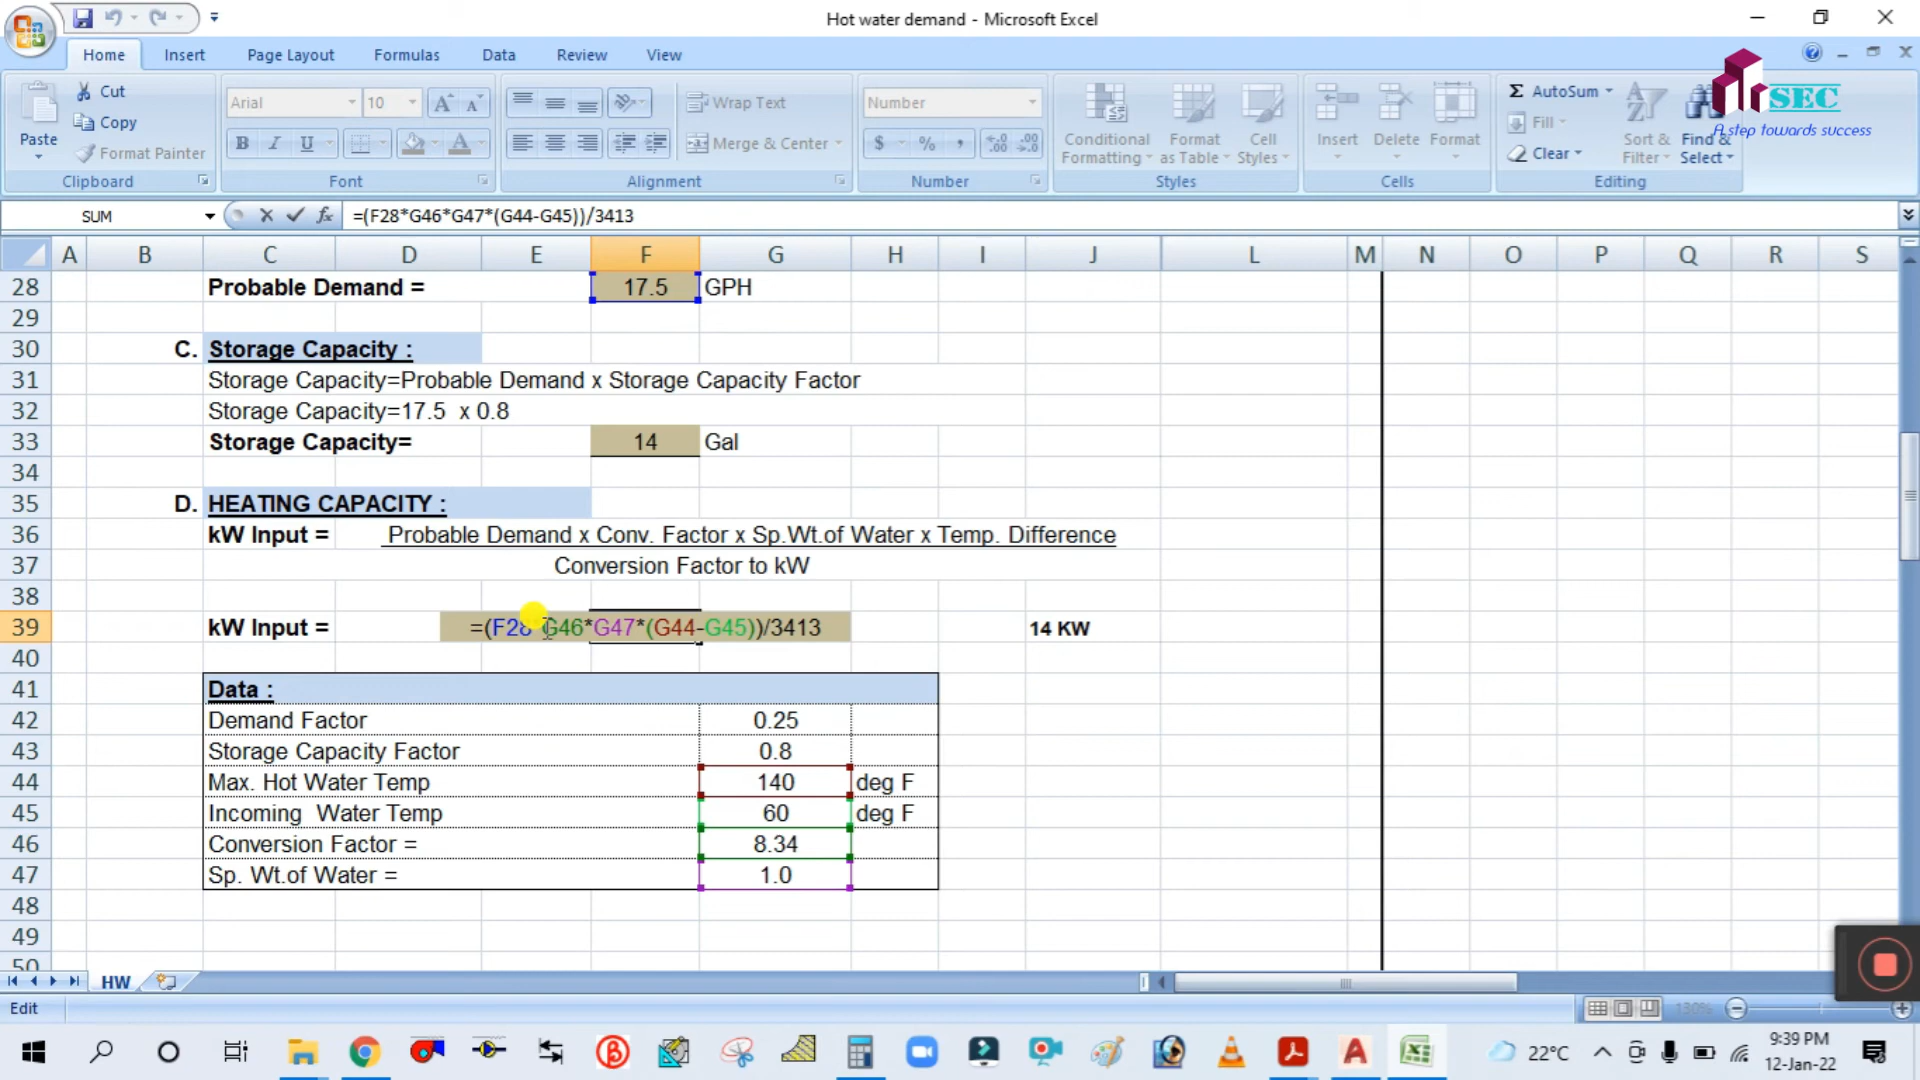 Hot water demand - Microsoft Excel
Home Insert Page Layout Formulas Data Review View
Paste
Cut
Copy
Format Painter
Clipboard
Arial 10
B I U
Font
Wrap Text
Merge & Center
Alignment
Number
$ % ,
Number
Conditional Formatting
Format as Table
Cell Styles
Styles
Insert Delete Format
Cells
Σ AutoSum
Fill
Clear
Sort & Filter
Find & Select
Editing
SEC
A step towards success
SUM fx =(F28*G46*G47*(G44-G45))/3413
A B C D E F G H I J L M N O P Q R S
28 Probable Demand = 17.5 GPH
29
30 C. Storage Capacity :
31 Storage Capacity=Probable Demand x Storage Capacity Factor
32 Storage Capacity=17.5 x 0.8
33 Storage Capacity= 14 Gal
34
35 D. HEATING CAPACITY :
36 kW Input = Probable Demand x Conv. Factor x Sp.Wt.of Water x Temp. Difference
37 Conversion Factor to kW
38
39 kW Input = =(F28*G46*G47*(G44-G45))/3413 14 KW
40
41 Data :
42 Demand Factor 0.25
43 Storage Capacity Factor 0.8
44 Max. Hot Water Temp 140 deg F
45 Incoming Water Temp 60 deg F
46 Conversion Factor = 8.34
47 Sp. Wt.of Water = 1.0
48
49
50
HW
Edit 130%
22°C
9:39 PM
12-Jan-22